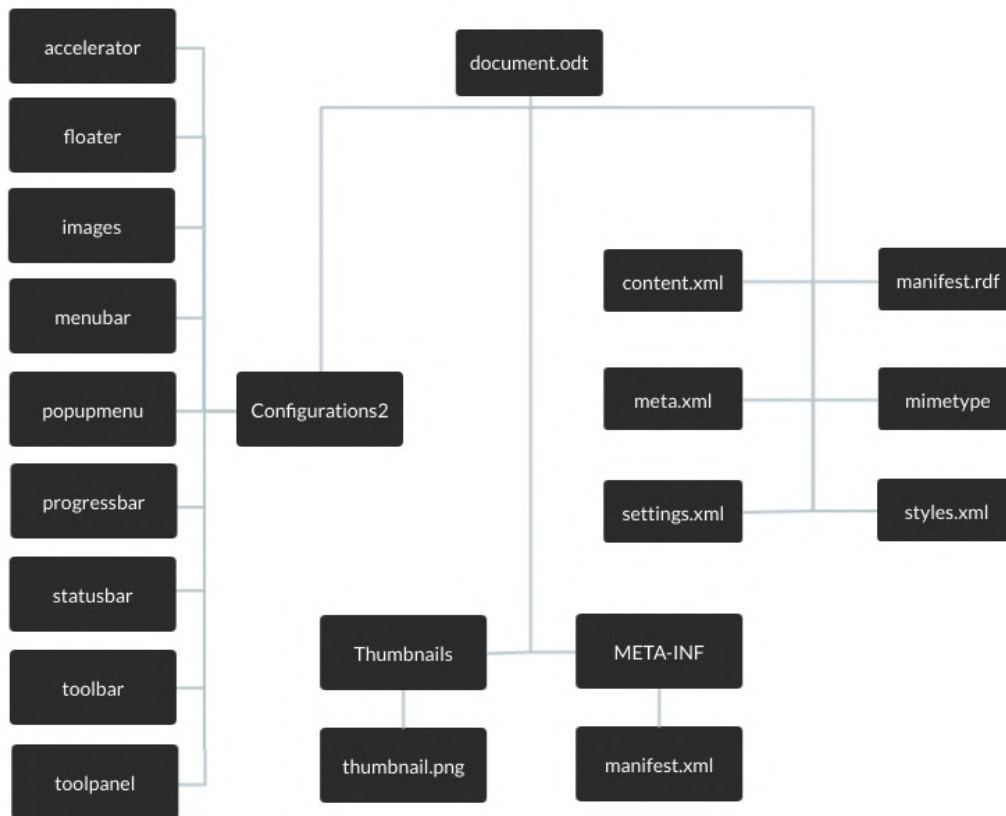 accelerator
document.odt
floater
images
content.xml
manifest.rdf
menubar
meta.xml
mimetype
popupmenu
Configurations2
progressbar
settings.xml
styles.xml
statusbar
Thumbnails
META-INF
toolbar
thumbnail.png
manifest.xml
toolpanel